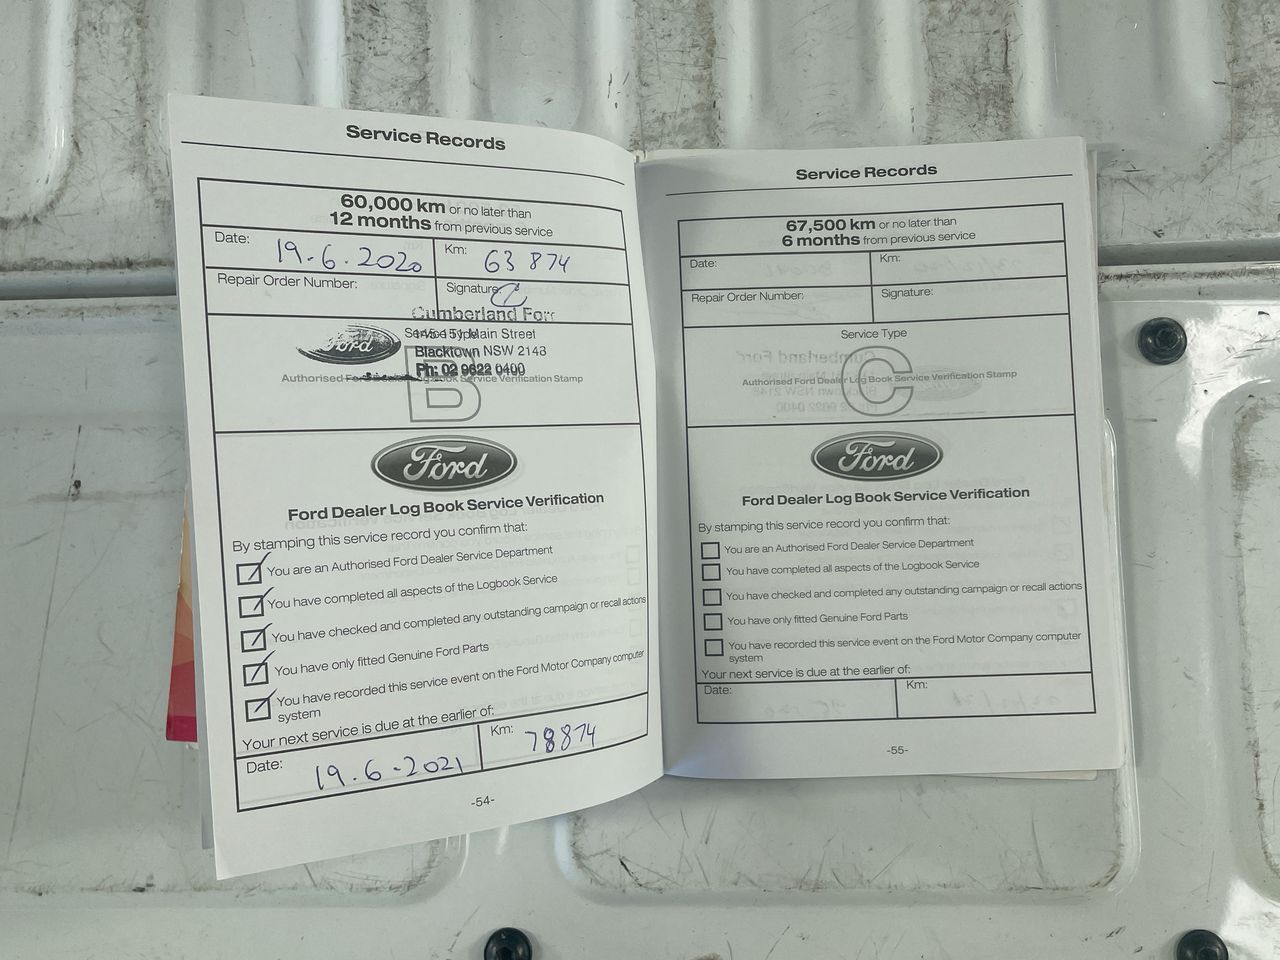 Service Records
60,000 km or no later than
12 months from previous service
Date: 19.6.2020 Km: 63 874
Repair Order Number: Signature:
Cumberland Ford
Service Type
145-151 Main Street
Ford
Blacktown NSW 2148
Ph: 02 9622 0400
Authorised Ford Dealer Log Book Service Verification Stamp
B
Ford
Ford Dealer Log Book Service Verification
By stamping this service record you confirm that:
You are an Authorised Ford Dealer Service Department
You have completed all aspects of the Logbook Service
You have checked and completed any outstanding campaign or recall actions
You have only fitted Genuine Ford Parts
You have recorded this service event on the Ford Motor Company computer
system
Your next service is due at the earlier of:
Date: 19.6-2021 Km: 78874
-54-
Service Records
67,500 km or no later than
6 months from previous service
Date: Km:
Repair Order Number: Signature:
Service Type
Authorised Ford Dealer Log Book Service Verification Stamp
C
Ford
Ford Dealer Log Book Service Verification
By stamping this service record you confirm that:
You are an Authorised Ford Dealer Service Department
You have completed all aspects of the Logbook Service
You have checked and completed any outstanding campaign or recall actions
You have only fitted Genuine Ford Parts
You have recorded this service event on the Ford Motor Company computer
system
Your next service is due at the earlier of:
Date: Km:
-55-